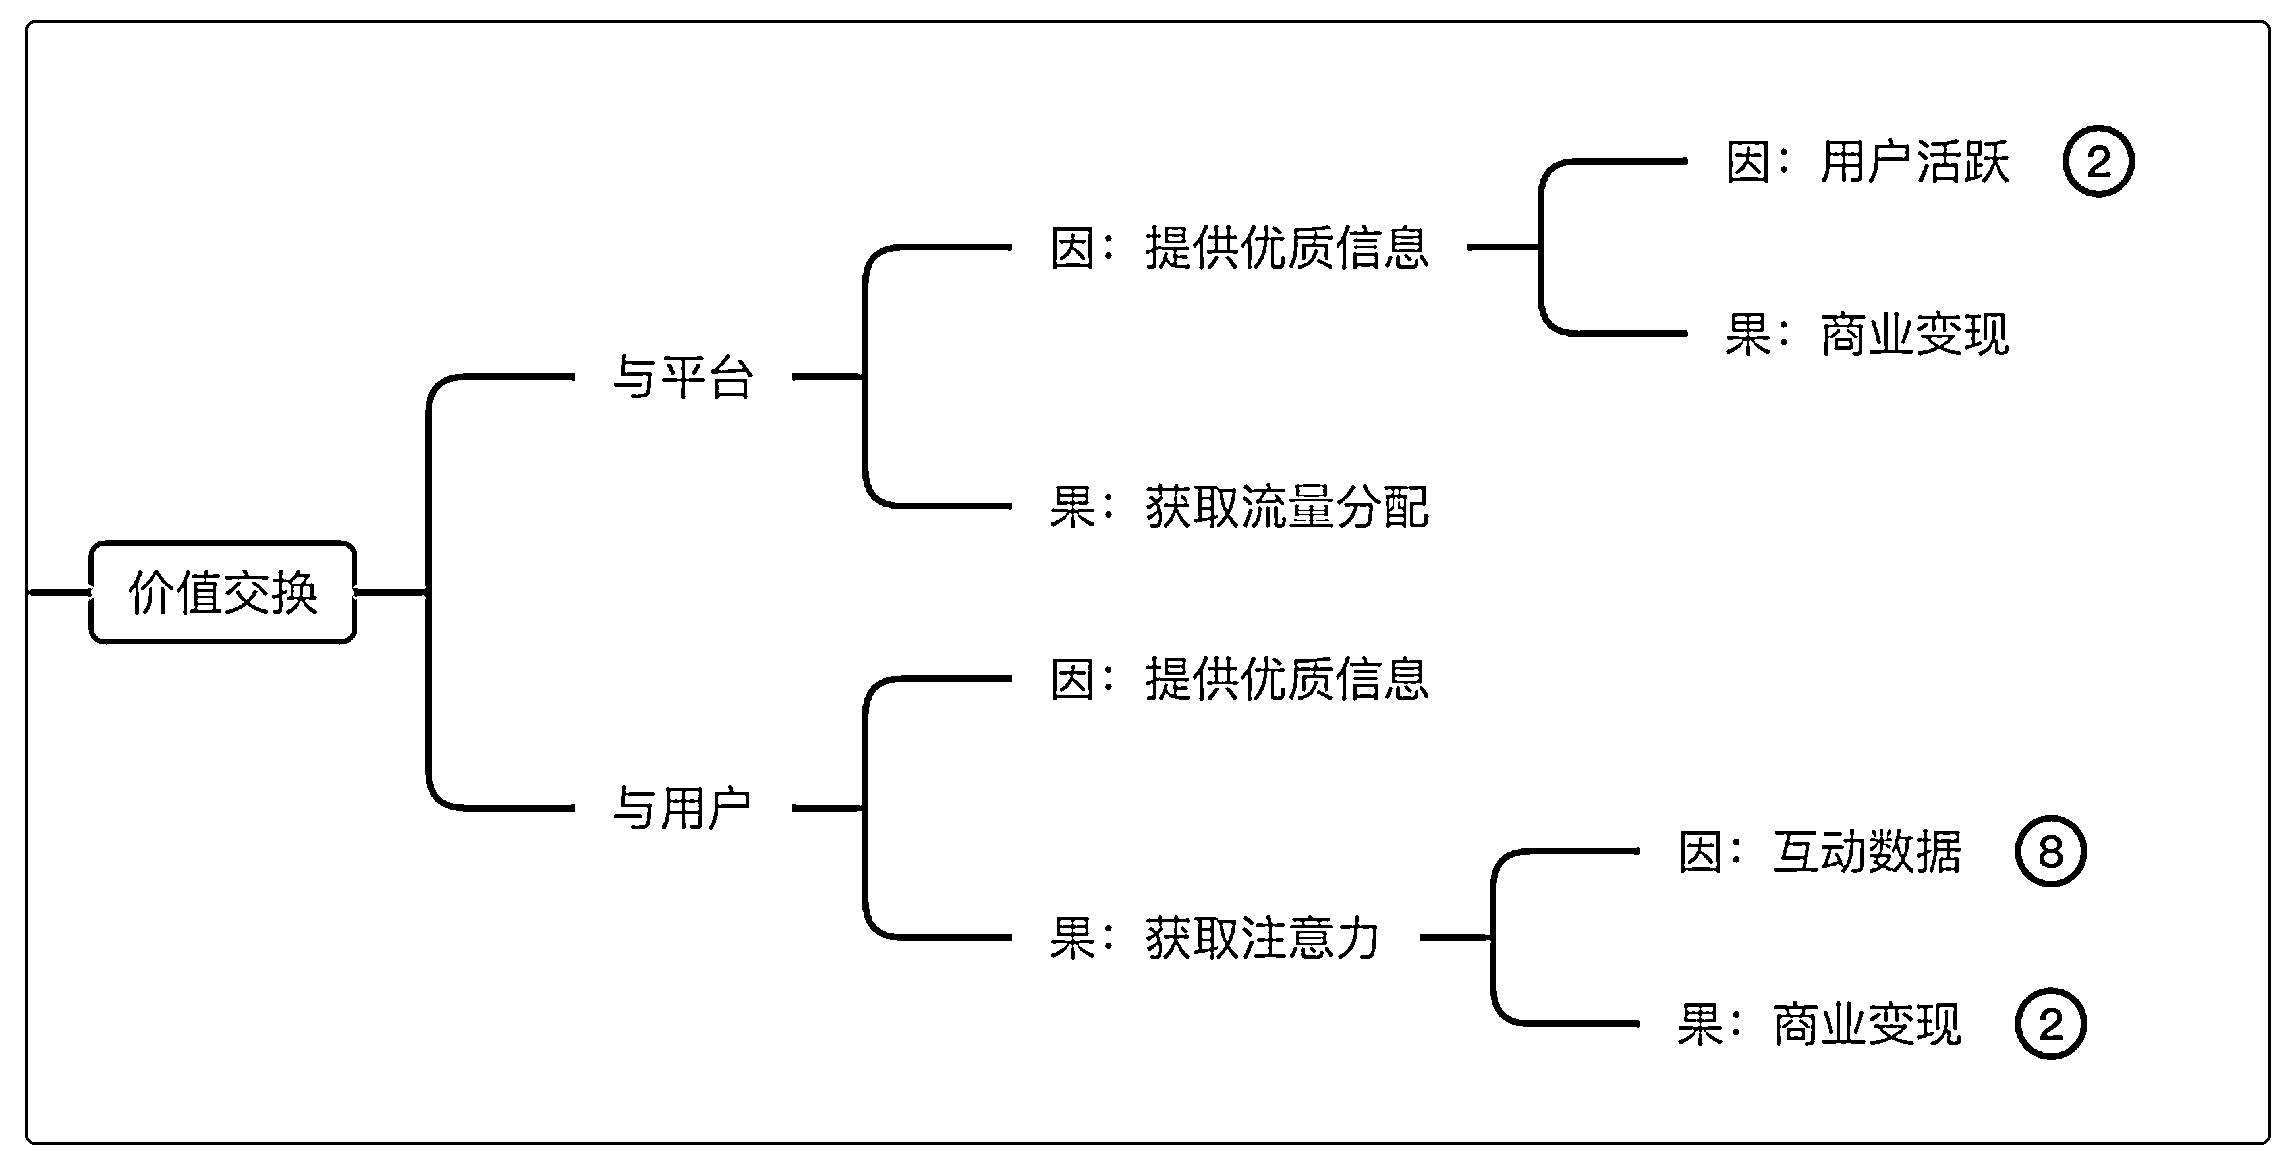 因：用户活跃 2
因：提供优质信息
果：商业变现
与平台
果：获取流量分配
价值交换
因：提供优质信息
与用户
因：互动数据 8
果：获取注意力
果：商业变现 2